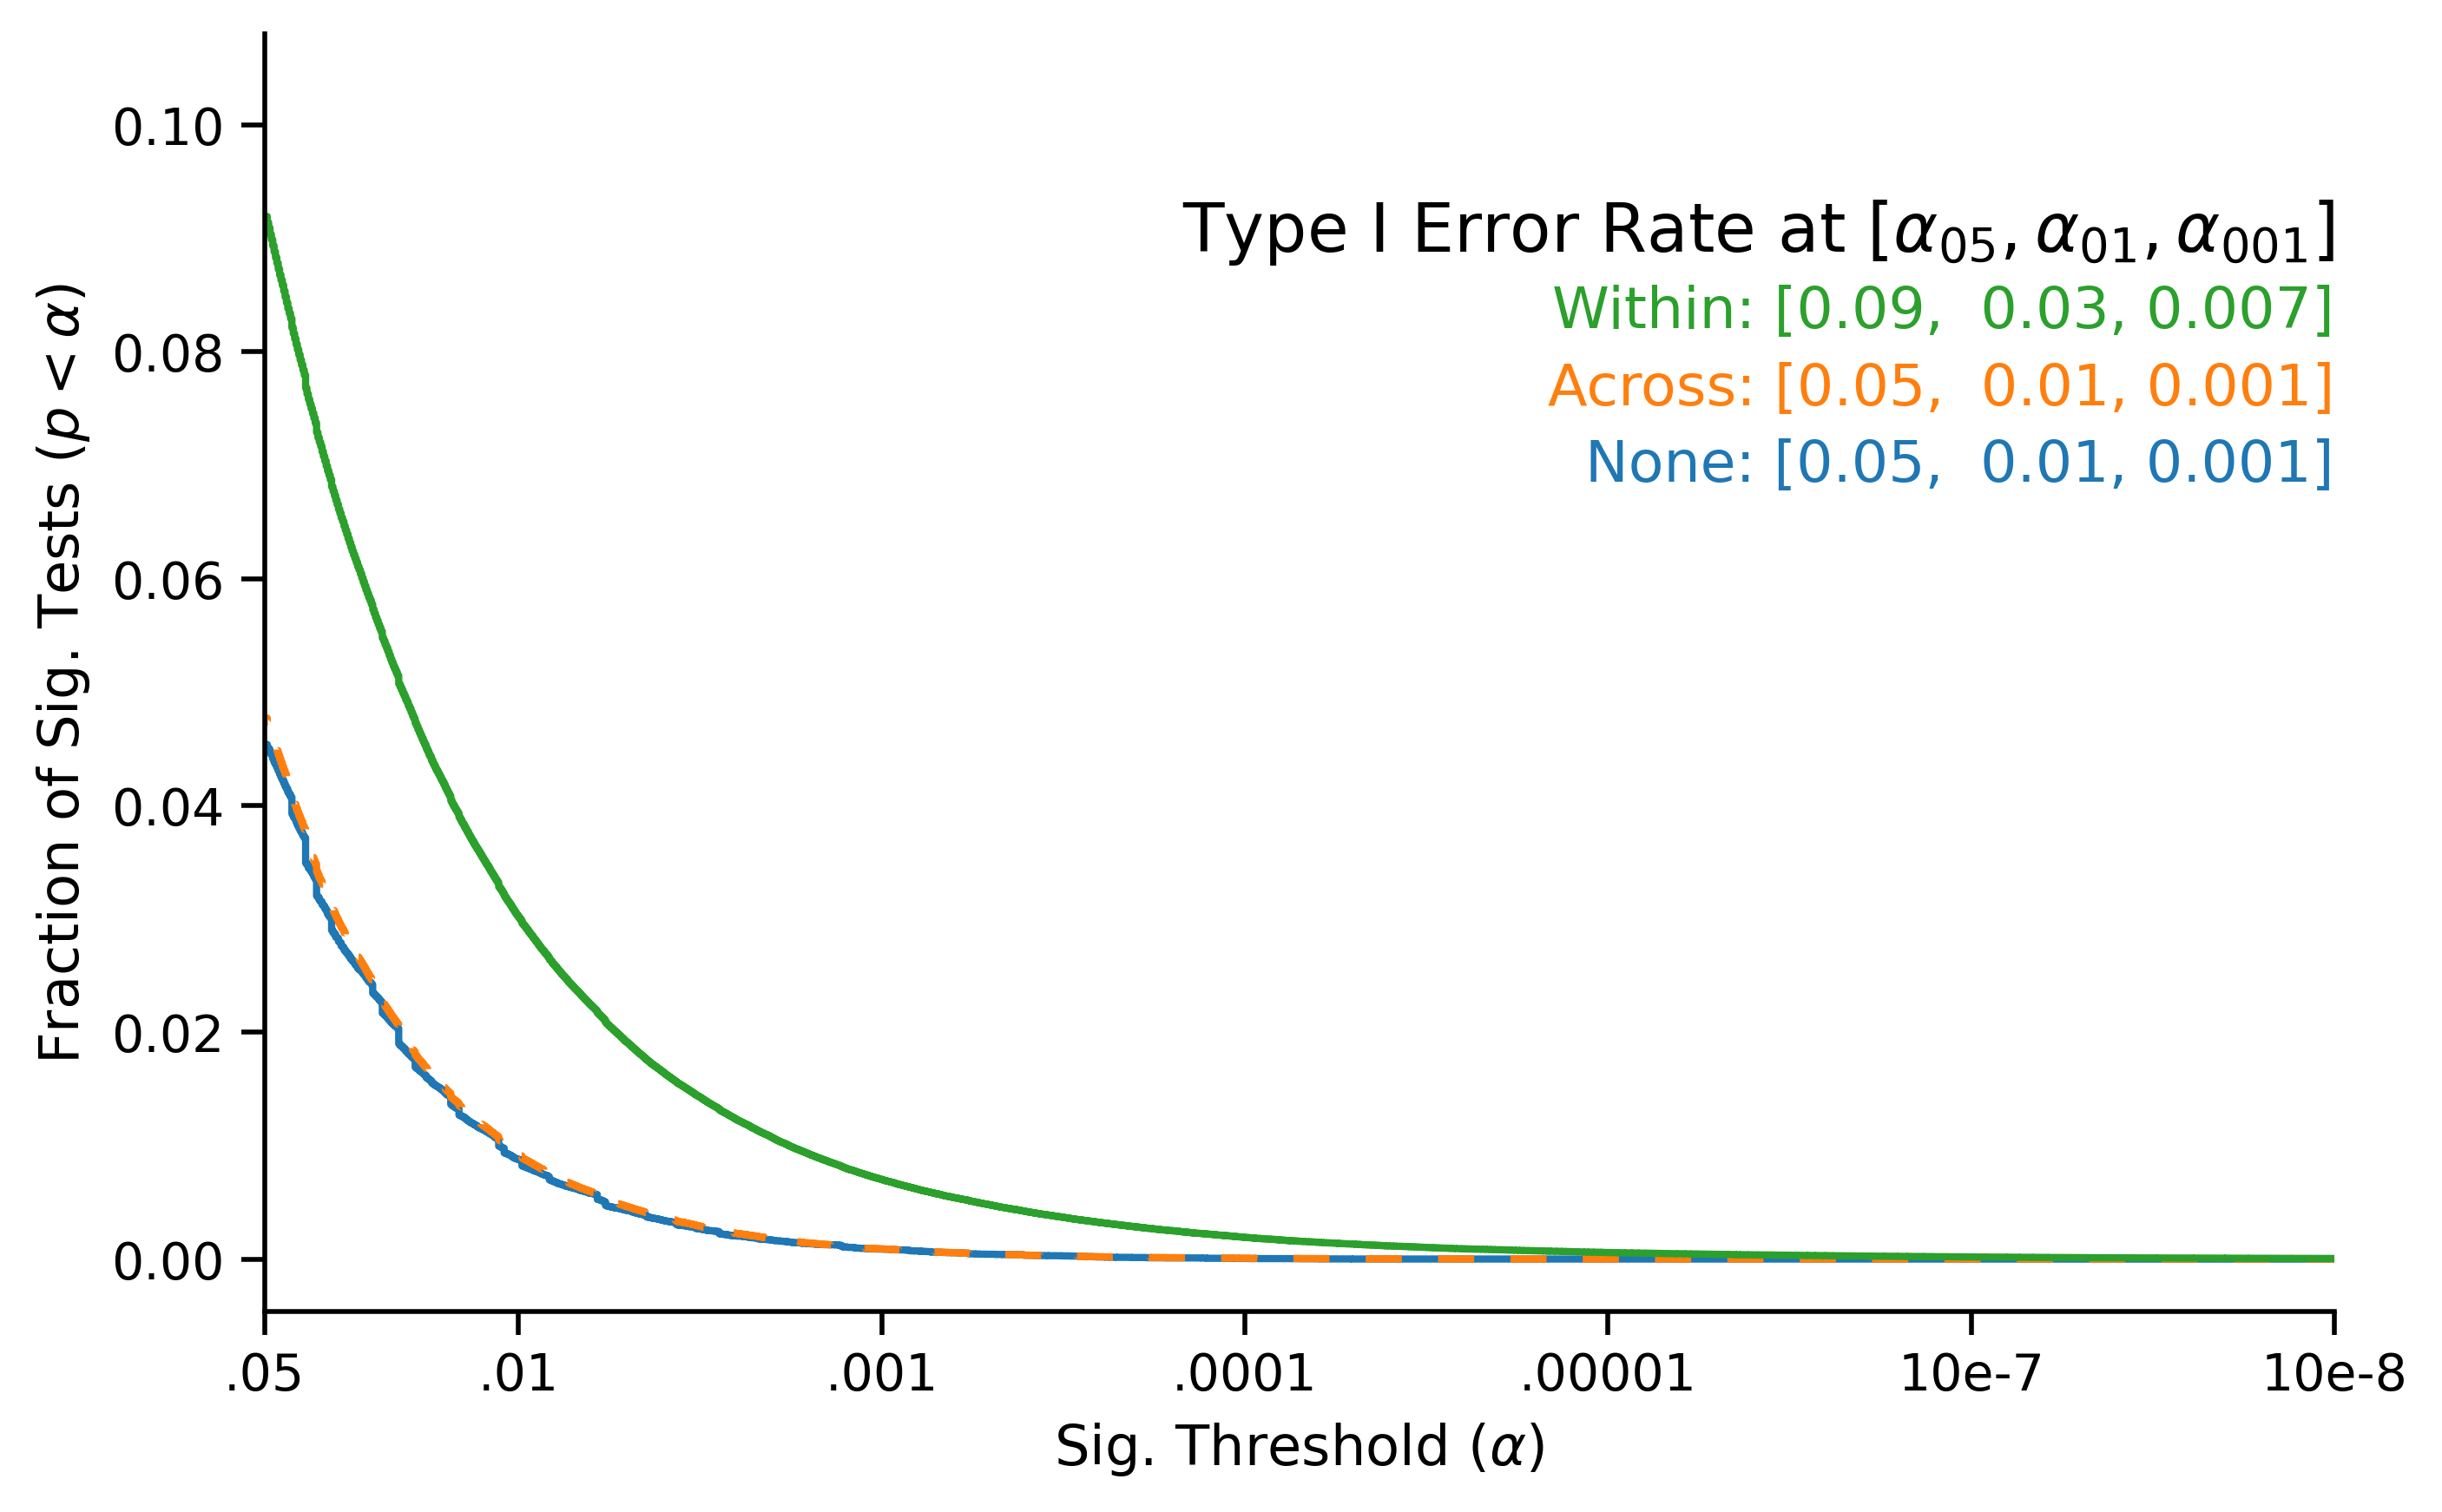 0.10
0.08
0.06
0.04
0.02
0.00
Fraction of Sig. Tests (p < α)
Type I Error Rate at [α05, α01, α001]
Within: [0.09, 0.03, 0.007]
Across: [0.05, 0.01, 0.001]
None: [0.05, 0.01, 0.001]
.05 .01 .001 .0001 .00001 10e-7 10e-8
Sig. Threshold (α)